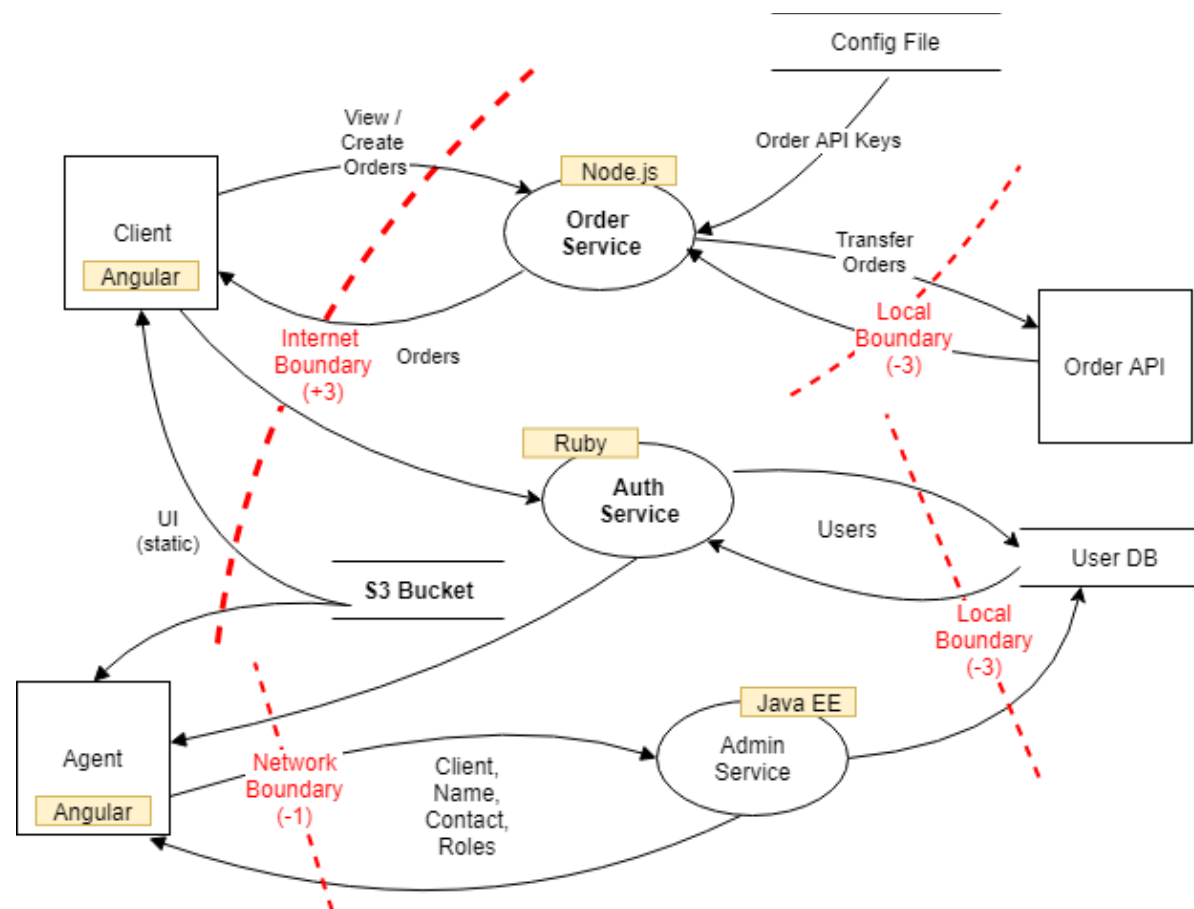 Config File
View /
Create
Orders
Order API Keys
Node.js
Order
Service
Client
Angular
Transfer
Orders
Internet
Boundary
(+3)
Orders
Local
Boundary
(-3)
Order API
Ruby
Auth
Service
Users
UI
(static)
User DB
S3 Bucket
Local
Boundary
(-3)
Java EE
Admin
Service
Agent
Angular
Network
Boundary
(-1)
Client,
Name,
Contact,
Roles